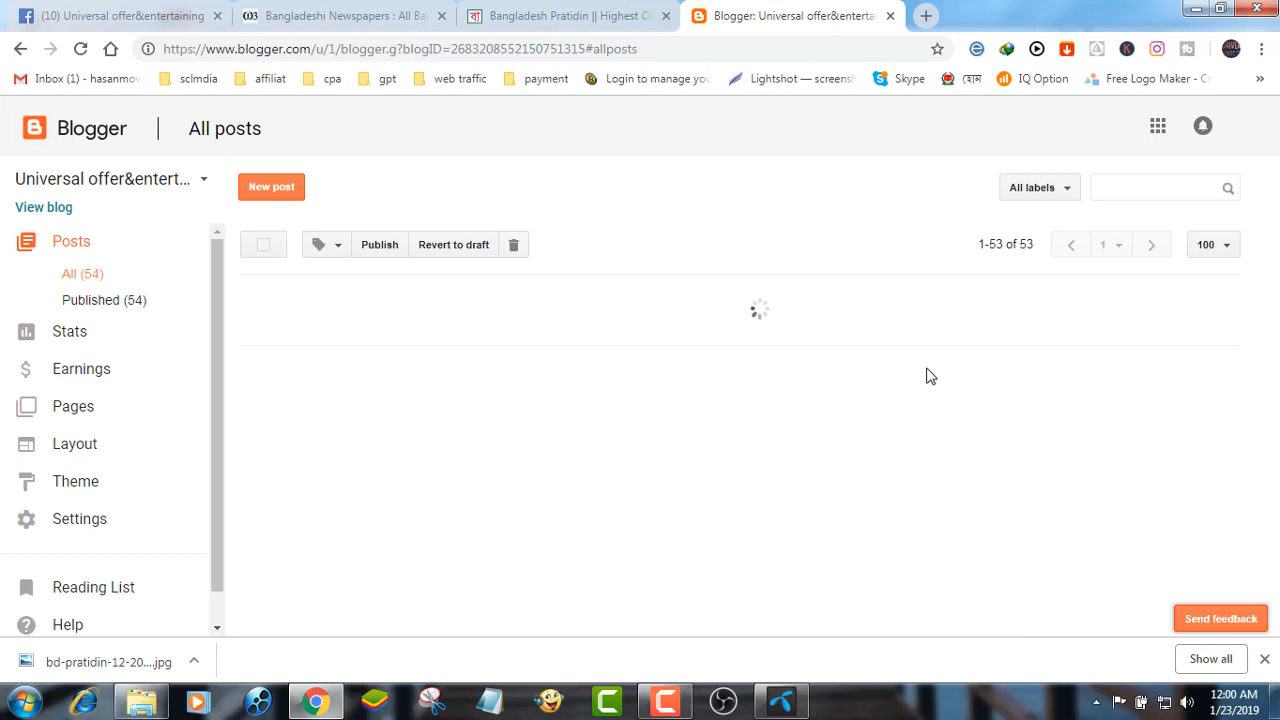 (10) Universal offer&entertaining
Bangladeshi Newspapers : All B
Bangladesh Pratidin || Highest Ci
Blogger: Universal offer&enterta
https://www.blogger.com/u/1/blogger.g?blogID=2683208552150751315#allposts
Inbox (1) - hasanmov
sclmdia
affiliat
cpa
gpt
web traffic
payment
Login to manage you
Lightshot — screensh
Skype
হোম
IQ Option
Free Logo Maker - Cr
»
Blogger
All posts
Universal offer&entert...
New post
All labels
View blog
Posts
Publish
Revert to draft
1-53 of 53
1
100
All (54)
Published (54)
Stats
Earnings
Pages
Layout
Theme
Settings
Reading List
Send feedback
Help
bd-pratidin-12-20....jpg
Show all
12:00 AM
1/23/2019